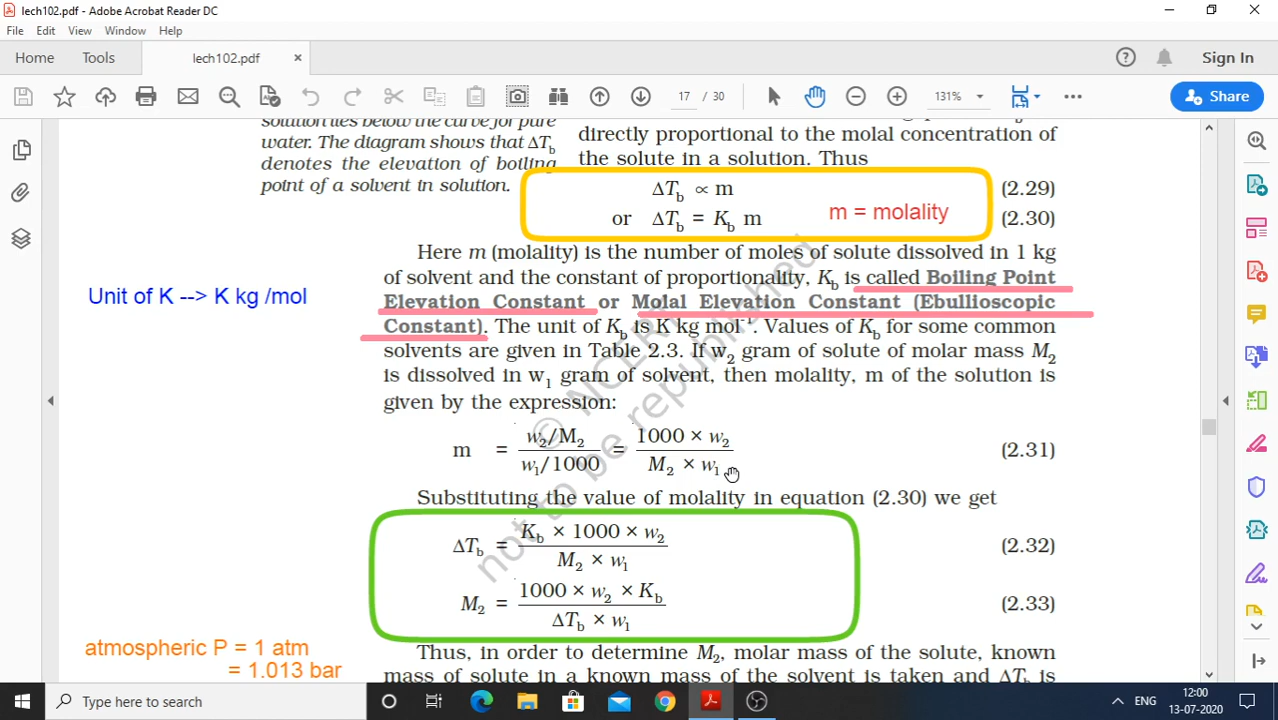 lech102.pdf - Adobe Acrobat Reader DC
File Edit View Window Help
Home Tools lech102.pdf × Sign In
17 / 30 131% Share
solution lies below the curve for pure
water. The diagram shows that ΔTb
denotes the elevation of boiling
point of a solvent in solution.
directly proportional to the molal concentration of
the solute in a solution. Thus
ΔTb ∝ m (2.29)
or ΔTb = Kb m (2.30)
m = molality
Here m (molality) is the number of moles of solute dissolved in 1 kg
of solvent and the constant of proportionality, Kb is called Boiling Point
Elevation Constant or Molal Elevation Constant (Ebullioscopic
Constant). The unit of Kb is K kg mol⁻¹. Values of Kb for some common
solvents are given in Table 2.3. If w2 gram of solute of molar mass M2
is dissolved in w1 gram of solvent, then molality, m of the solution is
given by the expression:
Unit of K --> K kg /mol
m = w2/M2 / w1/1000 = 1000 × w2 / M2 × w1 (2.31)
Substituting the value of molality in equation (2.30) we get
ΔTb = Kb × 1000 × w2 / M2 × w1 (2.32)
M2 = 1000 × w2 × Kb / ΔTb × w1 (2.33)
atmospheric P = 1 atm
= 1.013 bar
Thus, in order to determine M2, molar mass of the solute, known
mass of solute in a known mass of the solvent is taken and ΔTb is
© NCERT
not to be republished
Type here to search
ENG
12:00
13-07-2020